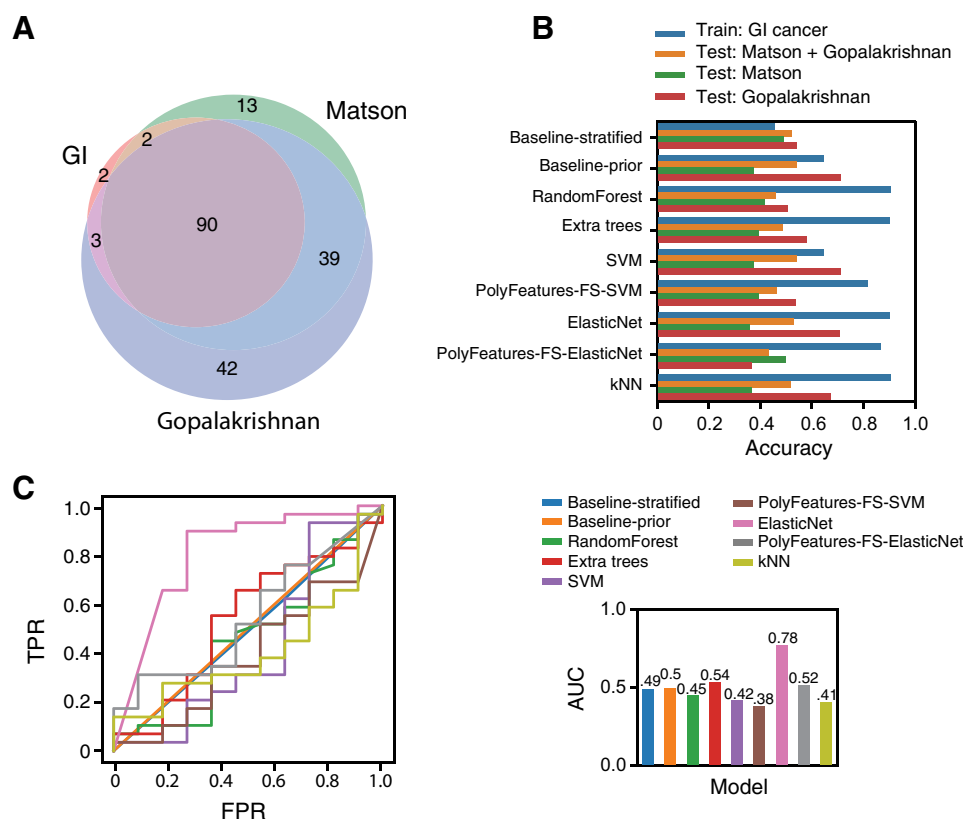 A
Matson
GI
13
2
2
3
90
39
42
Gopalakrishnan
B
Train: GI cancer
Test: Matson + Gopalakrishnan
Test: Matson
Test: Gopalakrishnan
Baseline-stratified
Baseline-prior
RandomForest
Extra trees
SVM
PolyFeatures-FS-SVM
ElasticNet
PolyFeatures-FS-ElasticNet
kNN
0 0.2 0.4 0.6 0.8 1.0
Accuracy
C
TPR
1.0
0.8
0.6
0.4
0.2
0
0 0.2 0.4 0.6 0.8 1.0
FPR
Baseline-stratified
Baseline-prior
RandomForest
Extra trees
SVM
PolyFeatures-FS-SVM
ElasticNet
PolyFeatures-FS-ElasticNet
kNN
AUC
1.0
0.5
0.0
.49 0.5 0.45 0.54 0.42 .38 0.78 0.52 .41
Model